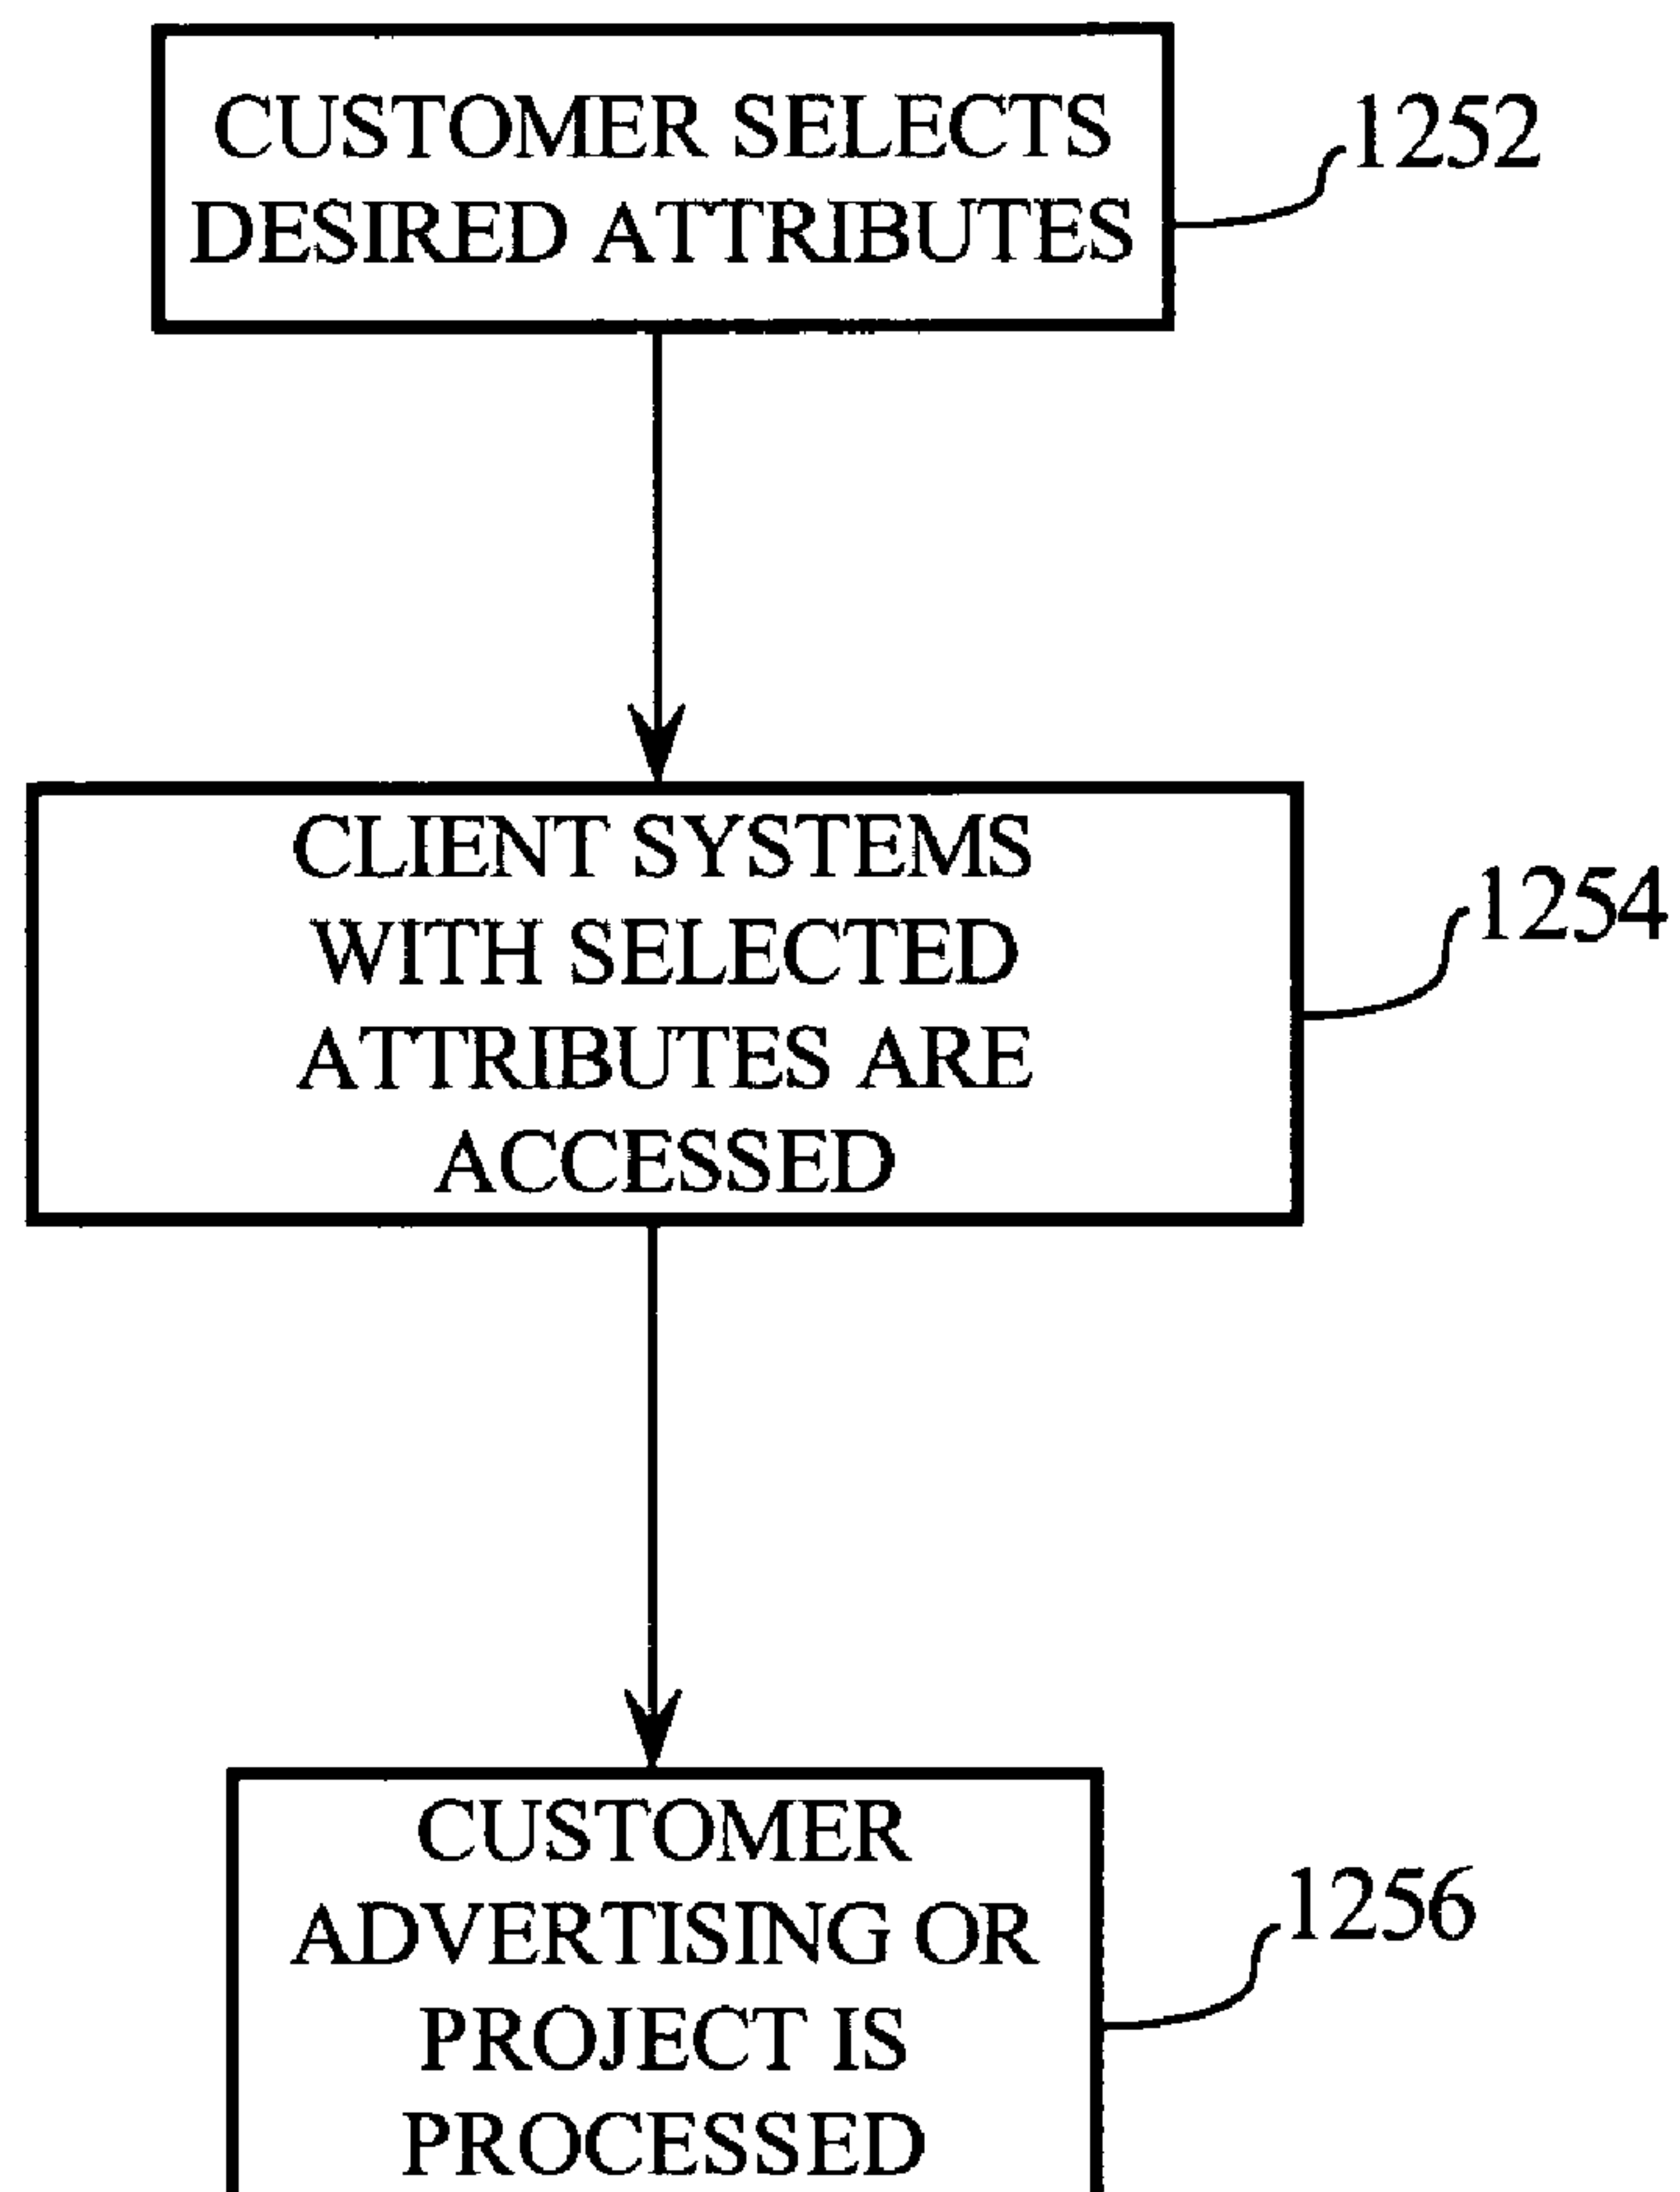 CUSTOMER SELECTS
DESIRED ATTRIBUTES
1252
CLIENT SYSTEMS
WITH SELECTED
ATTRIBUTES ARE
ACCESSED
1254
CUSTOMER
ADVERTISING OR
PROJECT IS
PROCESSED
1256